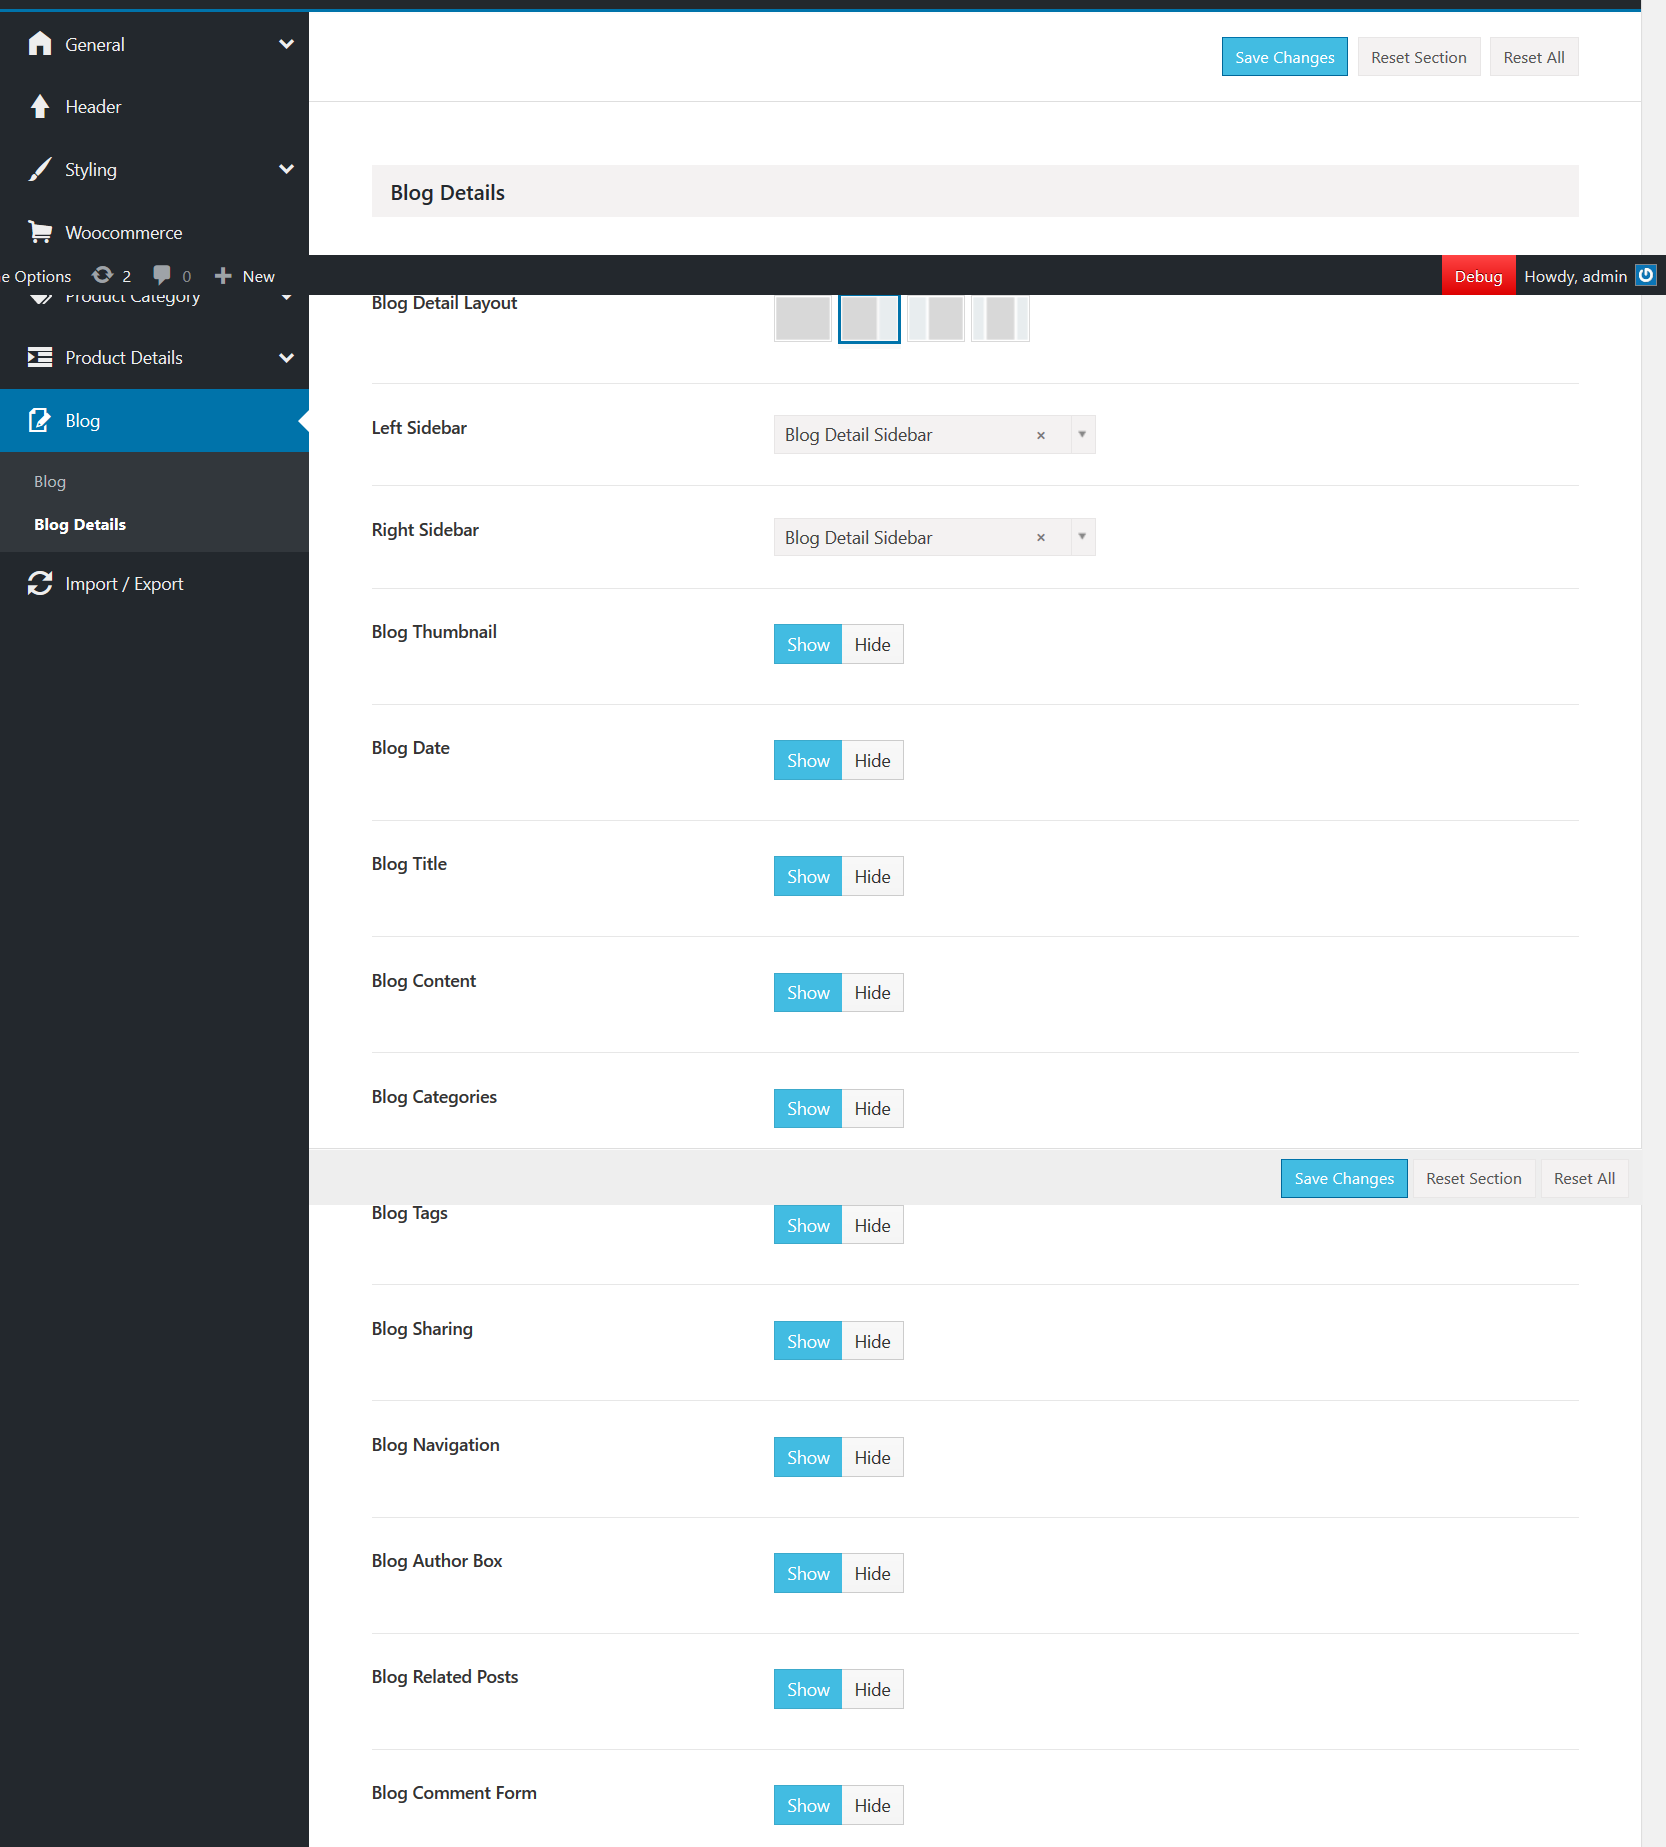 General
Header
Styling
Woocommerce
e Options 2 0 New
Product Category
Product Details
Blog
Blog
Blog Details
Import / Export
Save Changes Reset Section Reset All
Blog Details
Debug Howdy, admin
Blog Detail Layout
Left Sidebar Blog Detail Sidebar ×
Right Sidebar Blog Detail Sidebar ×
Blog Thumbnail Show Hide
Blog Date Show Hide
Blog Title Show Hide
Blog Content Show Hide
Blog Categories Show Hide
Save Changes Reset Section Reset All
Blog Tags Show Hide
Blog Sharing Show Hide
Blog Navigation Show Hide
Blog Author Box Show Hide
Blog Related Posts Show Hide
Blog Comment Form Show Hide